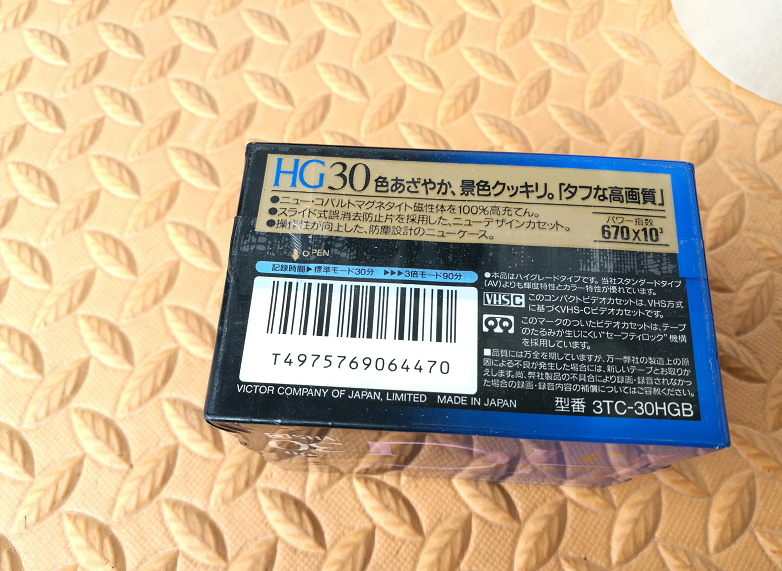 HG30 色あざやか、景色クッキリ。「タフな高画質」
●ニュー・コバルトマグネタイト磁性体を100%高充てん。
●スライド式誤消去防止片を採用した、ニューデザインカセット。
●操作性が向上した、防塵設計のニューケース。
パワー指数
670×10³
OPEN
記録時間▶標準モード30分 ▶▶▶3倍モード90分
T4975769064470
●本品はハイグレードタイプです。当社スタンダードタイプ
(AV)よりも輝度特性とカラー特性が優れています。
VHS C このコンパクトビデオカセットは、VHS方式
に基づくVHS-Cビデオカセットです。
このマークのついたビデオカセットは、テープ
のたるみが生じにくい"セーフティロック"機構
を採用しています。
■品質には万全を期していますが、万一弊社の製造上の原
因による不良が発生した場合には、新しいテープとお取りか
えします。尚、弊社製品の不具合により録画・録音されなかっ
た場合の録画・録音内容の補償についてはご容赦ください。
VICTOR COMPANY OF JAPAN, LIMITED MADE IN JAPAN
型番 3TC-30HGB